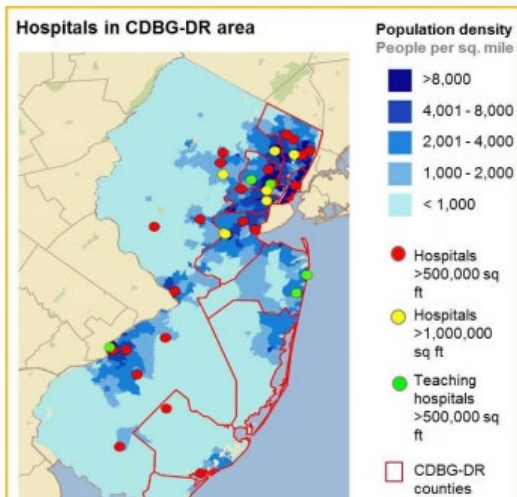 Hospitals in CDBG-DR area
Population density
People per sq. mile
>8,000
4,001 - 8,000
2,001 - 4,000
1,000 - 2,000
< 1,000
Hospitals
>500,000 sq
ft
Hospitals
>1,000,000
sq ft
Teaching
hospitals
>500,000 sq
ft
CDBG-DR
counties